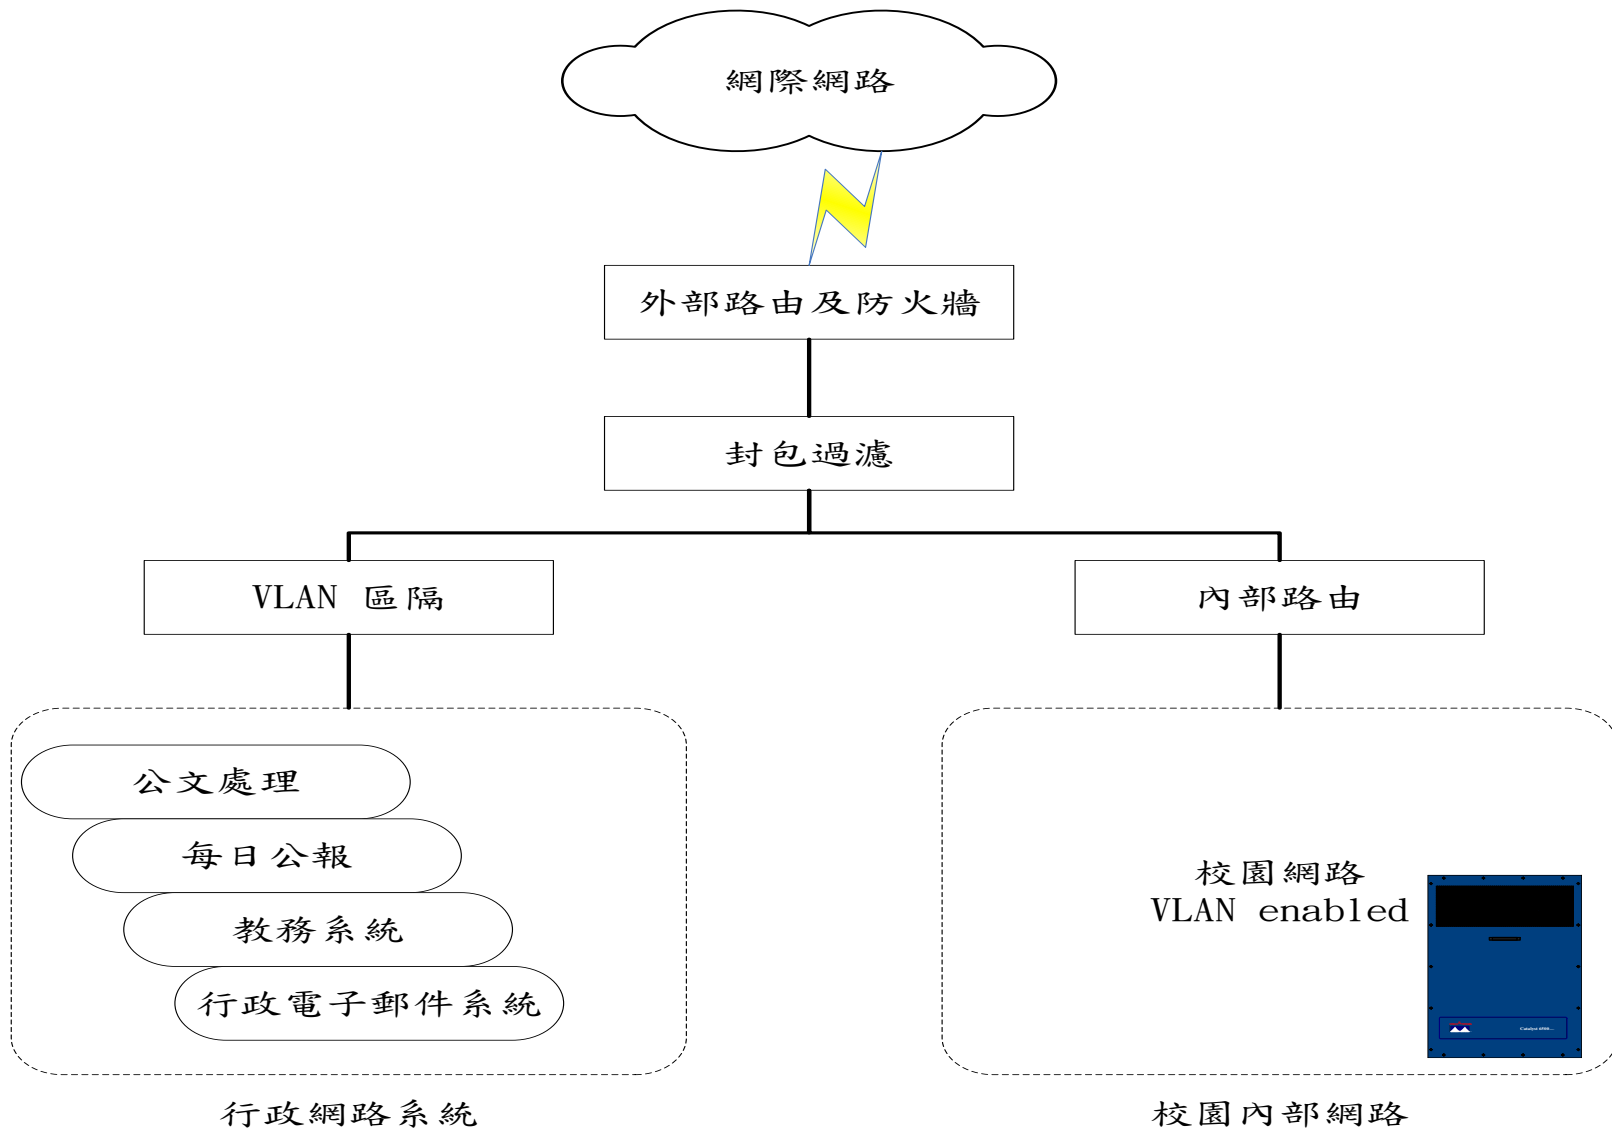 網際網路
外部路由及防火牆
封包過濾
VLAN 區隔
內部路由
公文處理
每日公報
教務系統
行政電子郵件系統
校園網路
VLAN enabled
行政網路系統
校園內部網路